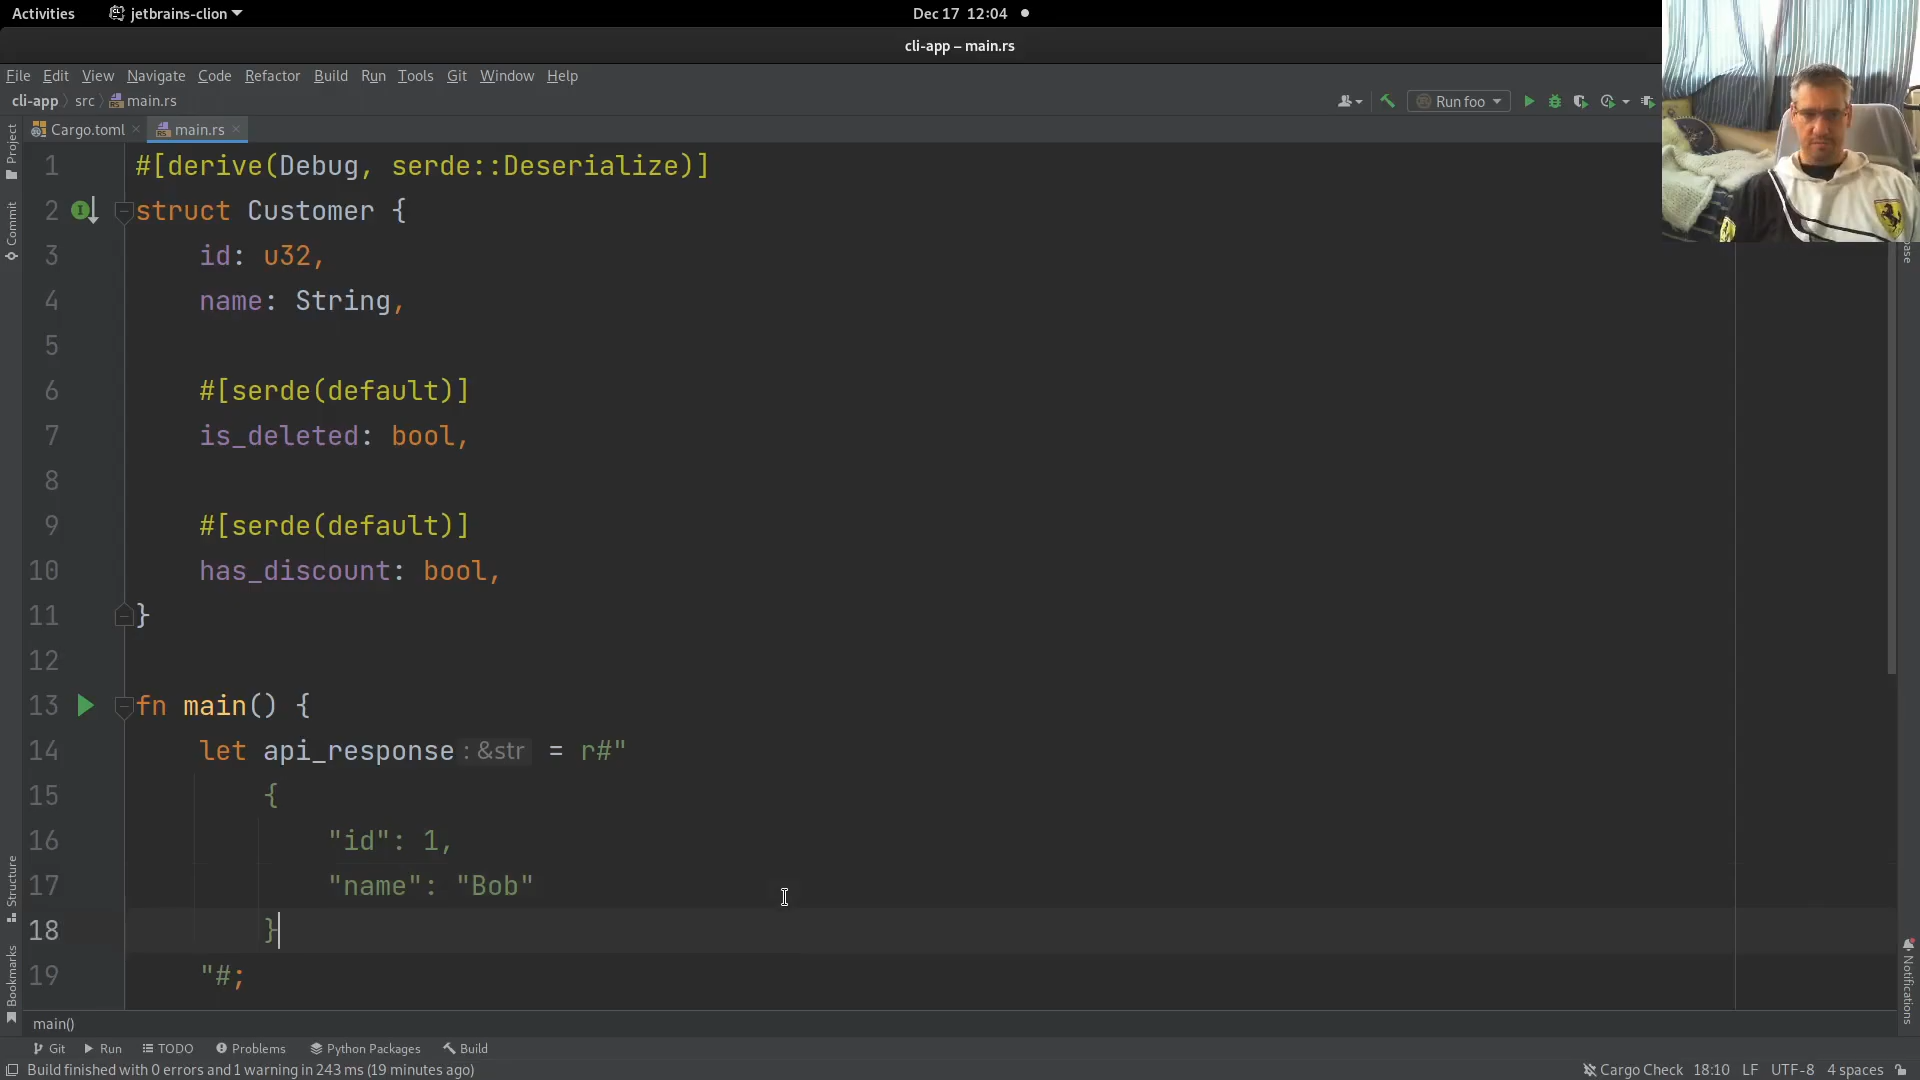 Activities
jetbrains-clion
Dec 17 12:04
cli-app – main.rs
File Edit View Navigate Code Refactor Build Run Tools Git Window Help
cli-app src main.rs
Run foo
Cargo.toml
main.rs
Project
Commit
Structure
Bookmarks
Notifications
1 #[derive(Debug, serde::Deserialize)]
2 struct Customer {
3 id: u32,
4 name: String,
5
6 #[serde(default)]
7 is_deleted: bool,
8
9 #[serde(default)]
10 has_discount: bool,
11 }
12
13 fn main() {
14 let api_response: &str = r#"
15 {
16 "id": 1,
17 "name": "Bob"
18 }
19 "#;
main()
Git Run TODO Problems Python Packages Build
Build finished with 0 errors and 1 warning in 243 ms (19 minutes ago)
Cargo Check 18:10 LF UTF-8 4 spaces